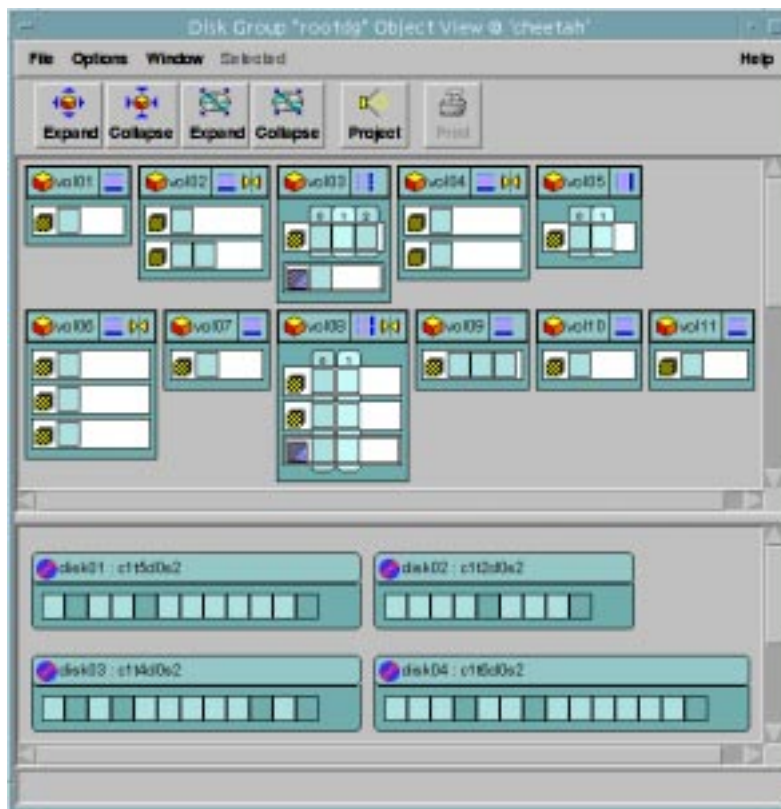 Disk Group "rootdg" Object View @ 'cheetah'
File Options Window Selected Help
Expand Collapse Expand Collapse Project Print
vol01 vol02 vol03 vol04 vol05
0 1 2 0 1
vol06 vol07 vol08 vol09 vol10 vol11
0 1
disk01 : c1t5d0s2 disk02 : c1t2d0s2
disk03 : c1t4d0s2 disk04 : c1t6d0s2